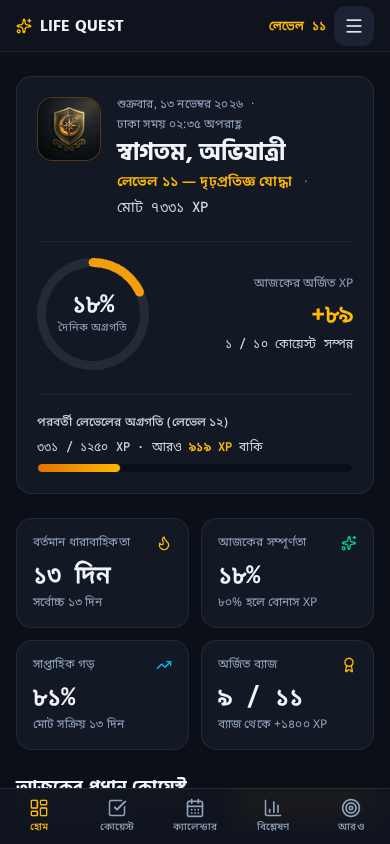 LIFE QUEST
লেভেল ১১
শুক্রবার, ১৩ নভেম্বর ২০২৬ ·
ঢাকা সময় ০২:৩৫ অপরাহ্ণ
স্বাগতম, অভিযাত্রী
লেভেল ১১ — দৃঢ়প্রতিজ্ঞ যোদ্ধা ·
মোট ৭৩৩১ XP
১৮%
দৈনিক অগ্রগতি
আজকের অর্জিত XP
+৮৯
১ / ১০ কোয়েস্ট সম্পন্ন
পরবর্তী লেভেলের অগ্রগতি (লেভেল ১২)
৩৩১ / ১২৫০ XP · আরও ৯১৯ XP বাকি
বর্তমান ধারাবাহিকতা
১৩ দিন
সর্বোচ্চ ১৩ দিন
আজকের সম্পূর্ণতা
১৮%
৮০% হলে বোনাস XP
সাপ্তাহিক গড়
৮১%
মোট সক্রিয় ১৩ দিন
অর্জিত ব্যাজ
৯ / ১১
ব্যাজ থেকে +১৪০০ XP
আজকের প্রধান কোয়েস্ট
হোম
কোয়েস্ট
ক্যালেন্ডার
বিশ্লেষণ
আরও